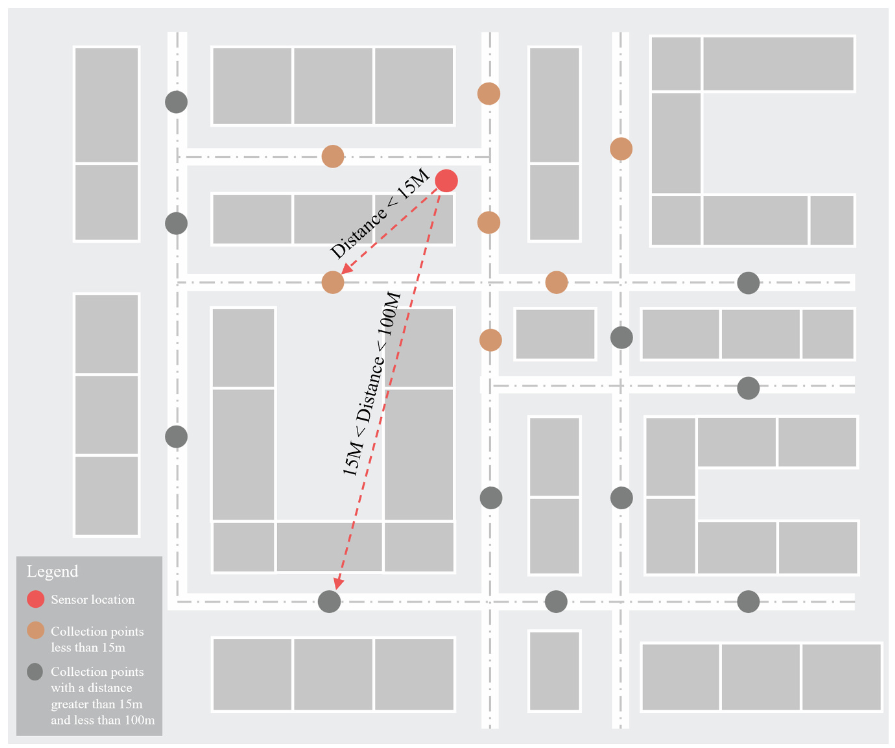 Distance < 15M
15M < Distance < 100M
Legend
Sensor location
Collection points
less than 15m
Collection points
with a distance
greater than 15m
and less than 100m